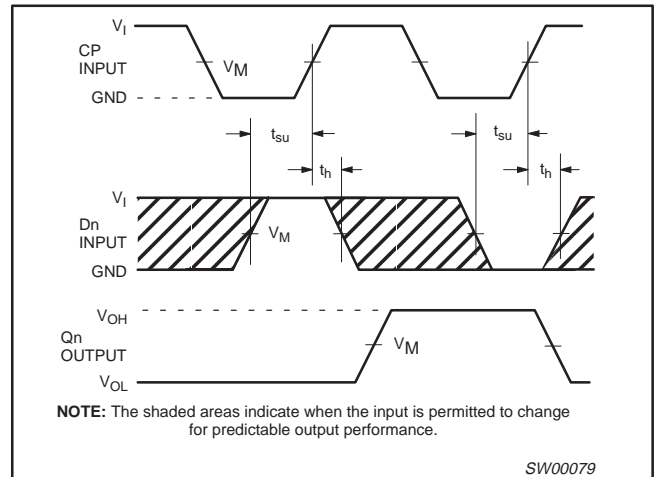 VI
CP
INPUT
VM
GND
tsu
tsu
th
th
VI
Dn
INPUT
VM
GND
VOH
Qn
OUTPUT
VM
VOL
NOTE: The shaded areas indicate when the input is permitted to change
for predictable output performance.
SW00079